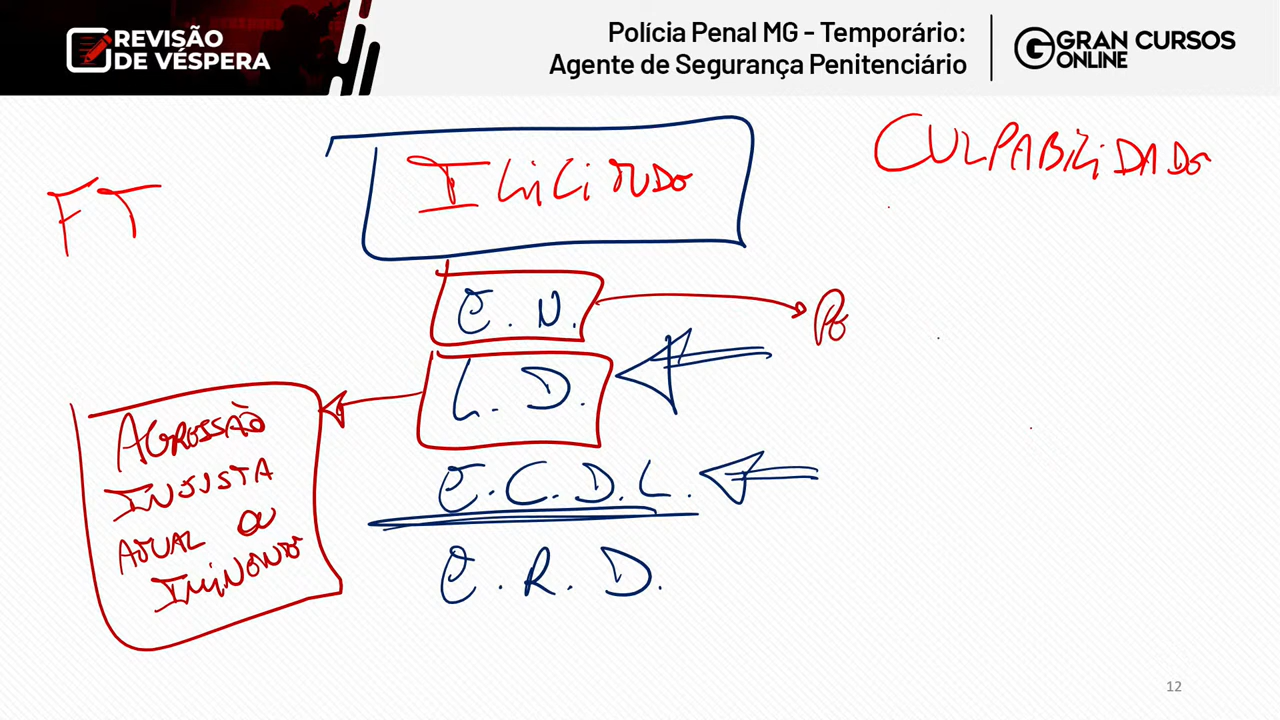 REVISÃO
DE VÉSPERA
Polícia Penal MG - Temporário:
Agente de Segurança Penitenciário
GRAN CURSOS
ONLINE
FT
ILICITUDE
CULPABILIDADE
E. N.
PE
L. D.
AGRESSÃO
INJUSTA
ATUAL OU
IMINENTE
E. C. D. L.
E. R. D.
12